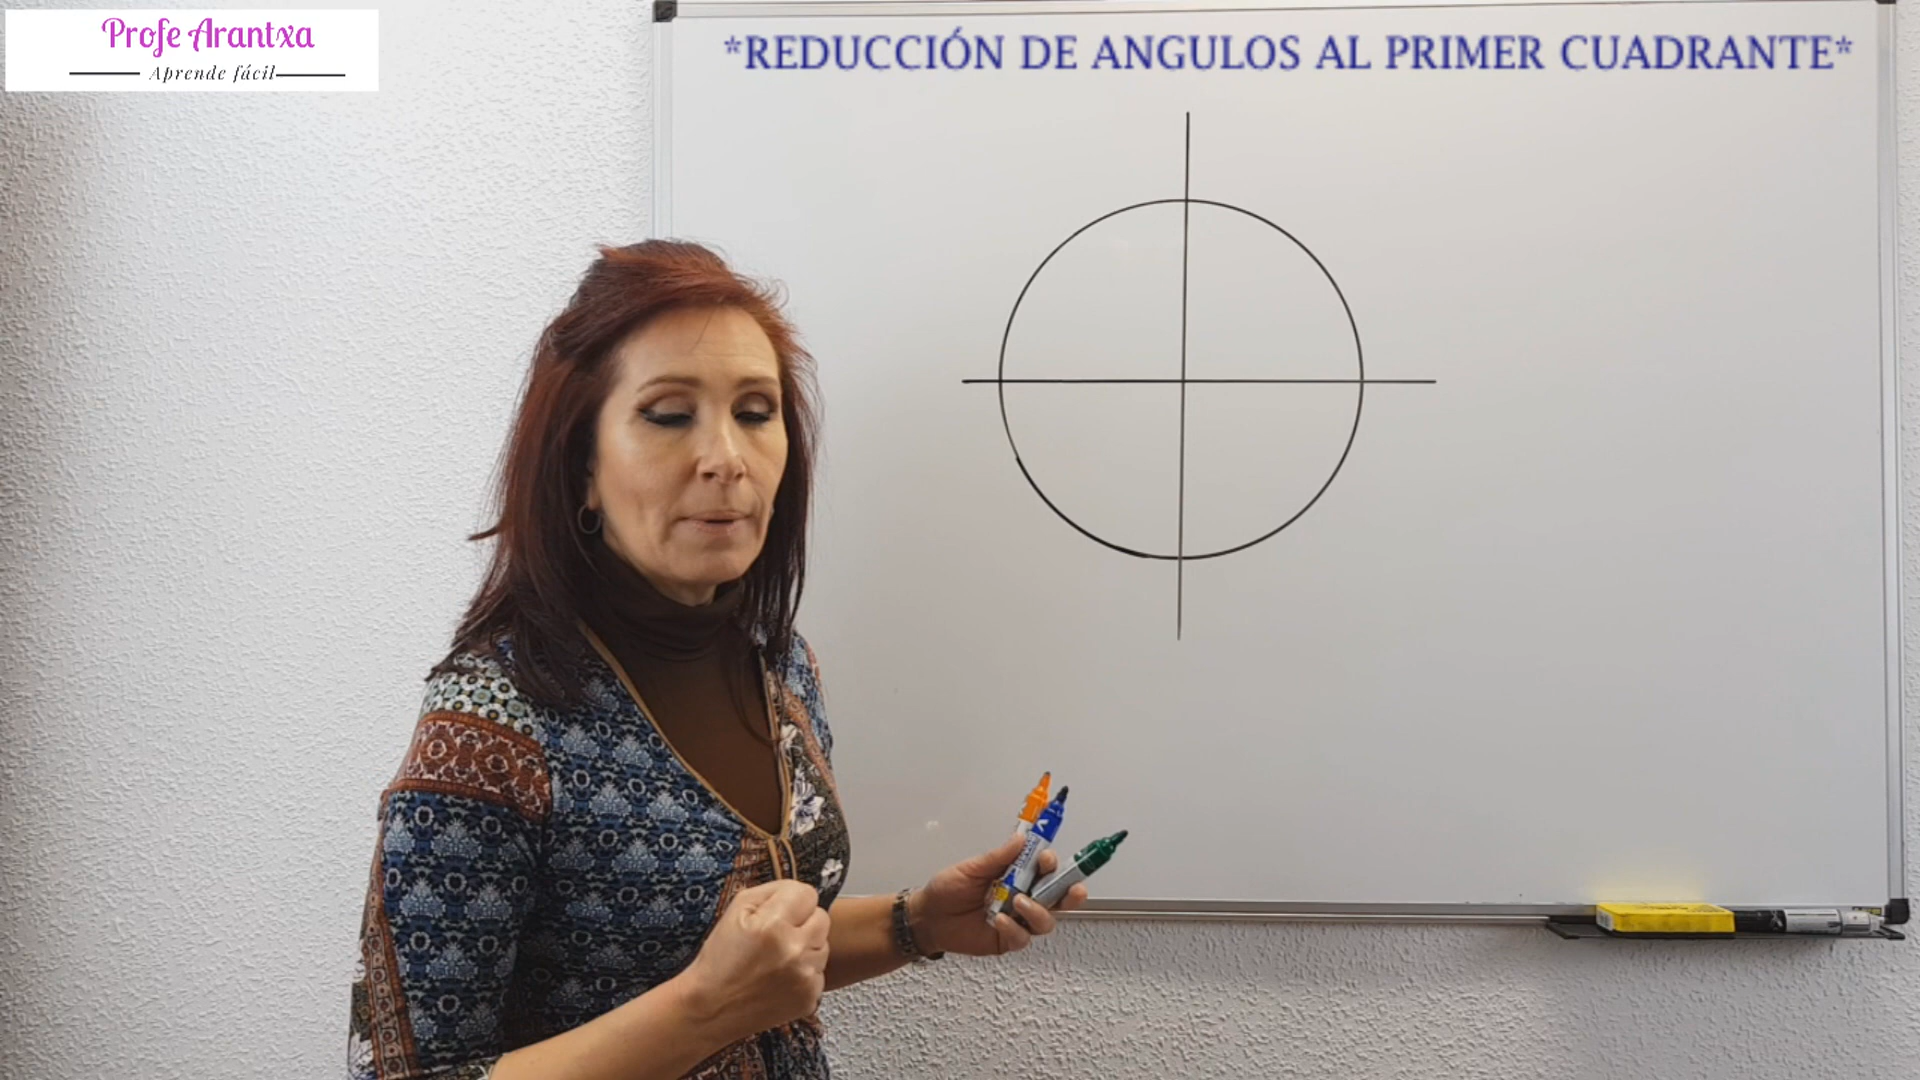 Profe Arantxa
Aprende fácil
*REDUCCIÓN DE ANGULOS AL PRIMER CUADRANTE*